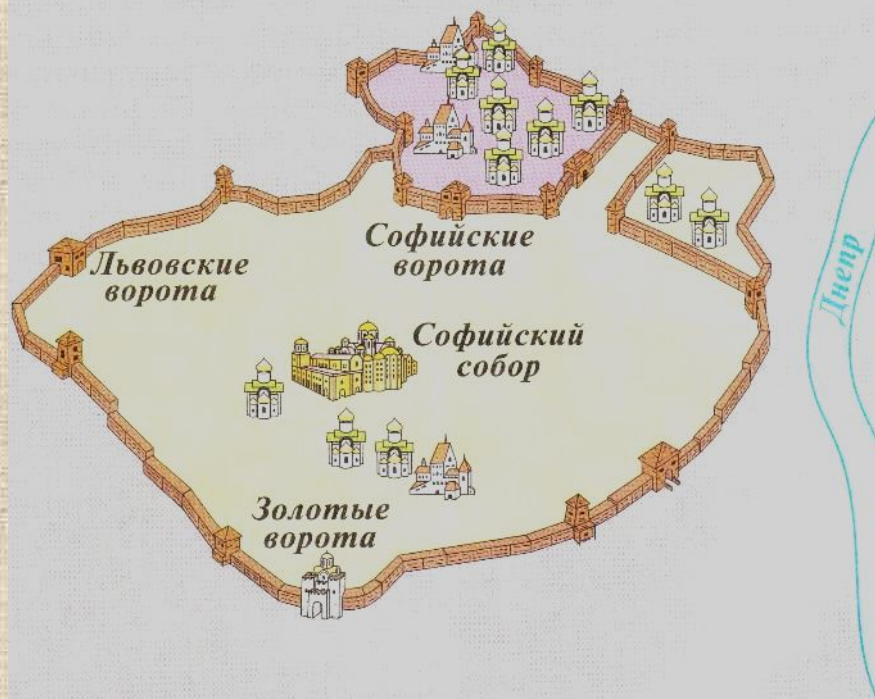 Софийские
ворота
Львовские
ворота
Софийский
собор
Золотые
ворота
Днепр